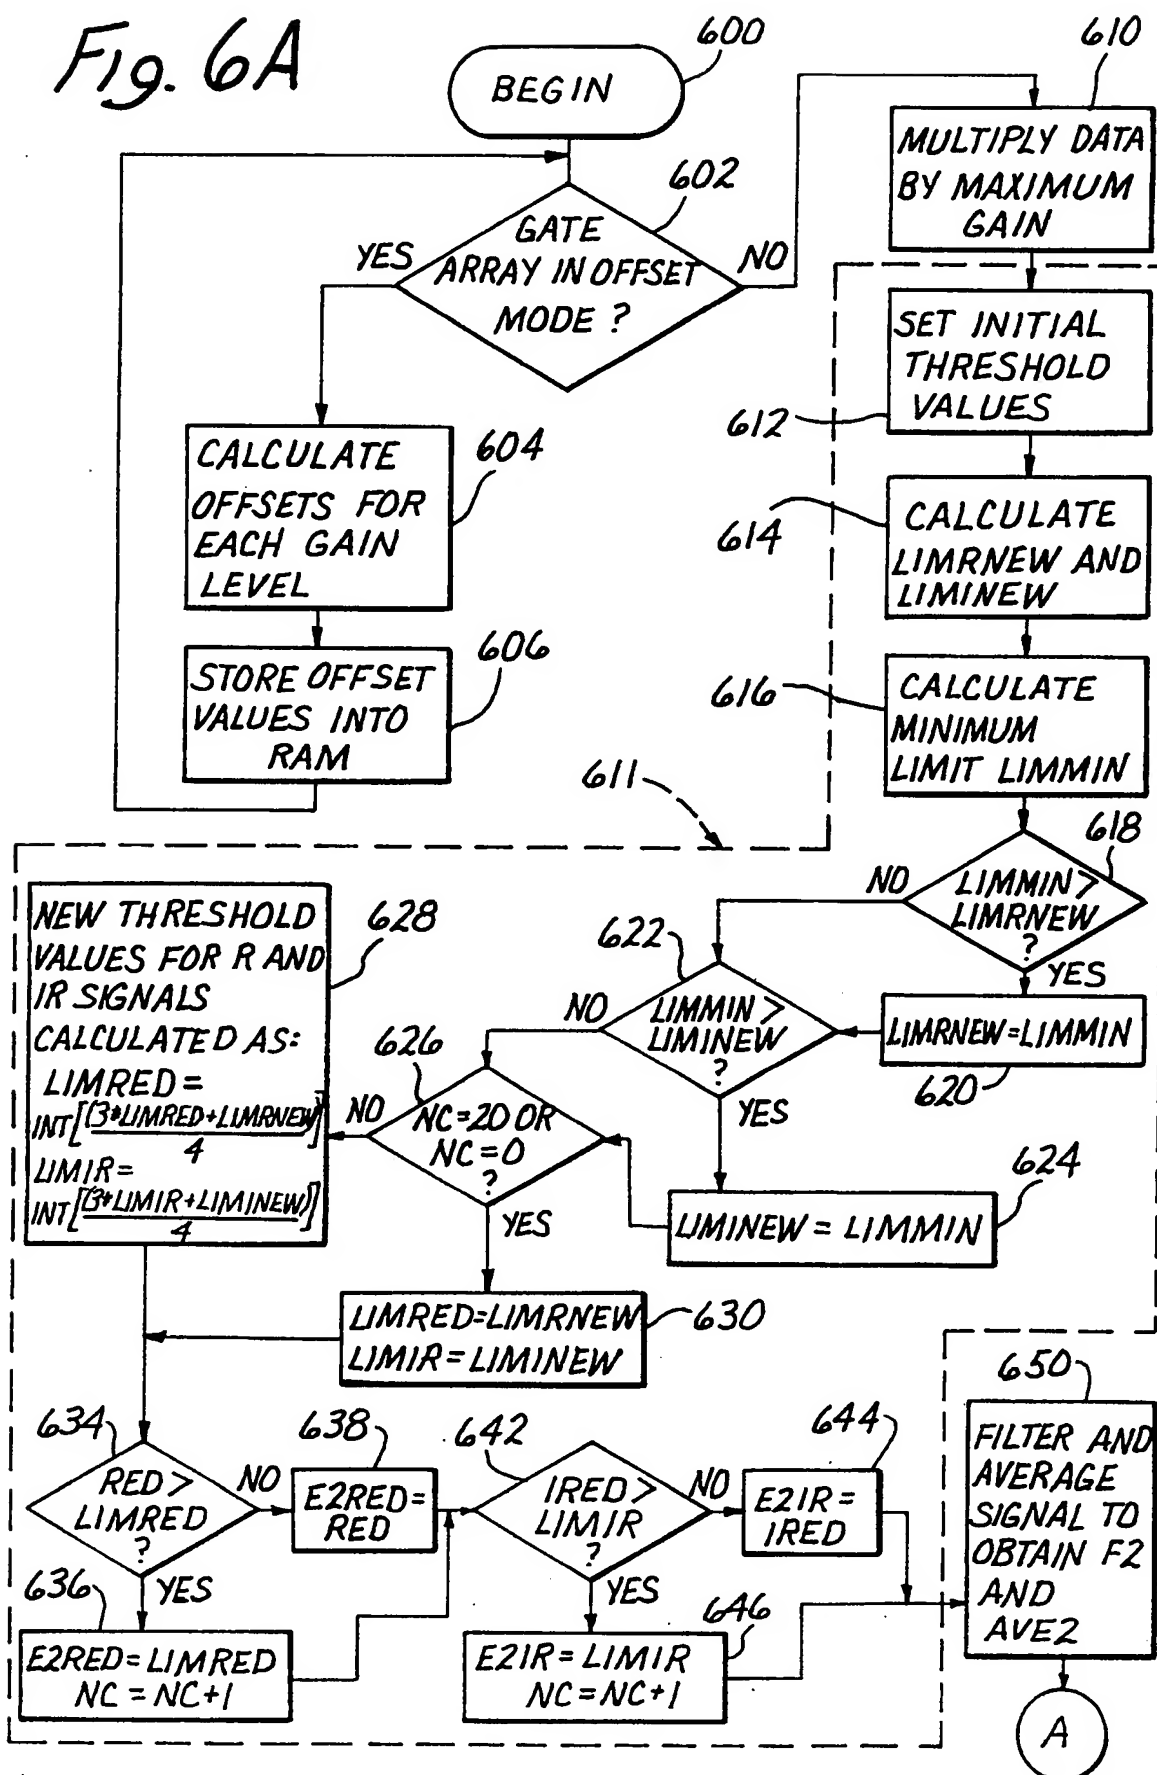 Fig. 6A
600
BEGIN
602
GATE
ARRAY IN OFFSET
MODE ?
YES
NO
604
CALCULATE
OFFSETS FOR
EACH GAIN
LEVEL
606
STORE OFFSET
VALUES INTO
RAM
610
MULTIPLY DATA
BY MAXIMUM
GAIN
611
612
SET INITIAL
THRESHOLD
VALUES
614
CALCULATE
LIMRNEW AND
LIMINEW
616
CALCULATE
MINIMUM
LIMIT LIMMIN
618
LIMMIN >
LIMRNEW
?
NO
YES
620
LIMRNEW=LIMMIN
622
LIMMIN >
LIMINEW
?
NO
YES
624
LIMINEW = LIMMIN
626
NC=20 OR
NC=0
?
NO
YES
628
NEW THRESHOLD
VALUES FOR R AND
IR SIGNALS
CALCULATED AS:
LIMRED =
INT[(3*LIMRED+LIMRNEW)]
4
LIMIR =
INT[(3*LIMIR+LIMINEW)]
4
630
LIMRED=LIMRNEW
LIMIR=LIMINEW
634
RED >
LIMRED
?
NO
YES
636
E2RED=LIMRED
NC=NC+1
638
E2RED=
RED
642
IRED >
LIMIR
?
NO
YES
644
E2IR=
IRED
646
E2IR=LIMIR
NC=NC+1
650
FILTER AND
AVERAGE
SIGNAL TO
OBTAIN F2
AND
AVE2
A